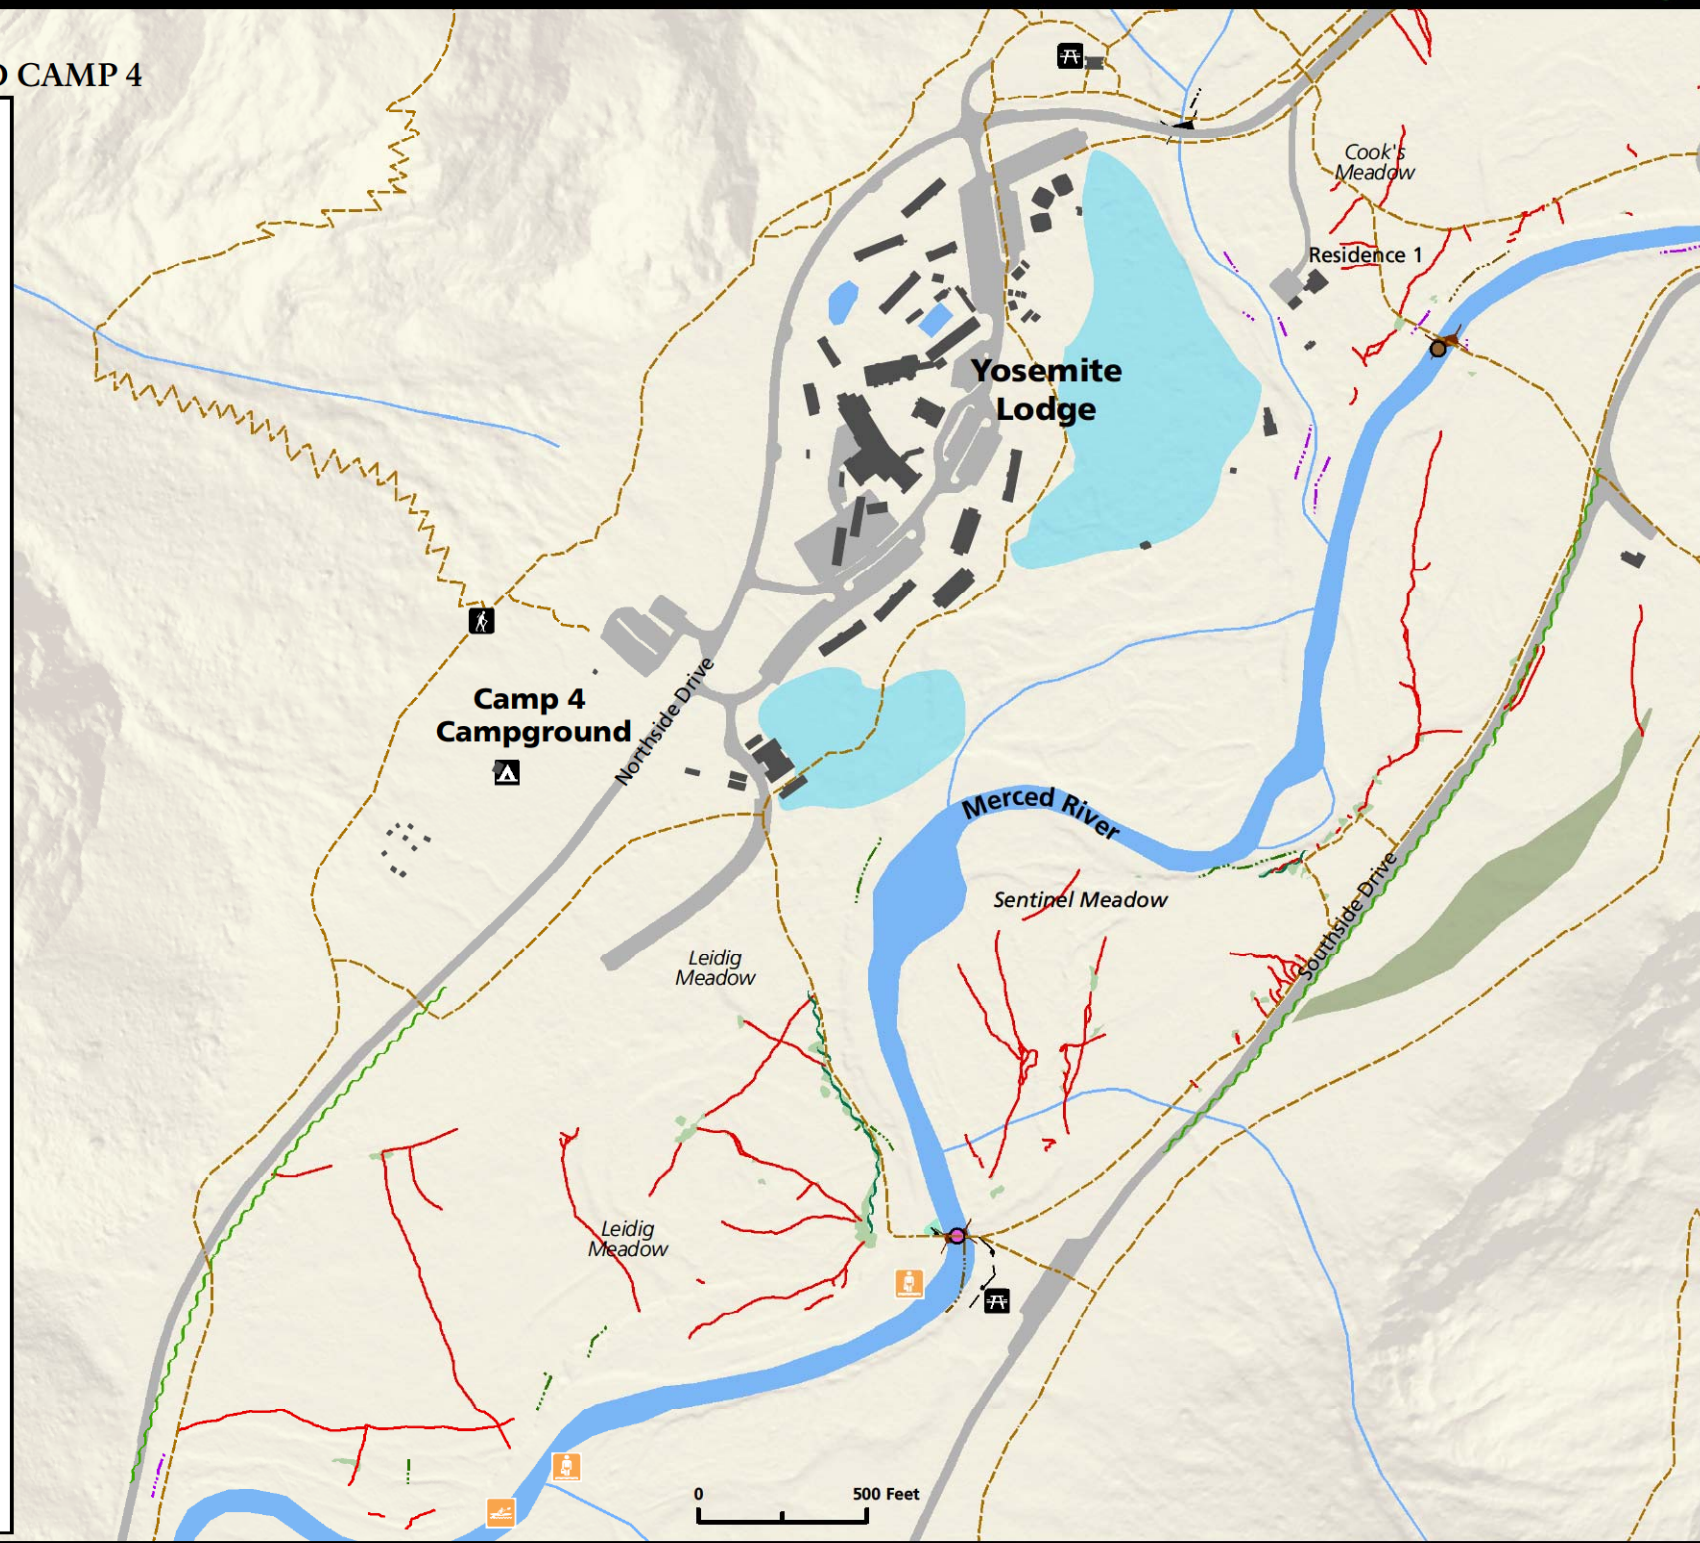 CAMP 4
Cook's
Meadow
Residence 1
Yosemite
Lodge
Camp 4
Campground
Northside Drive
Merced River
Sentinel Meadow
Southside Drive
Leidig
Meadow
Leidig
Meadow
0 500 Feet